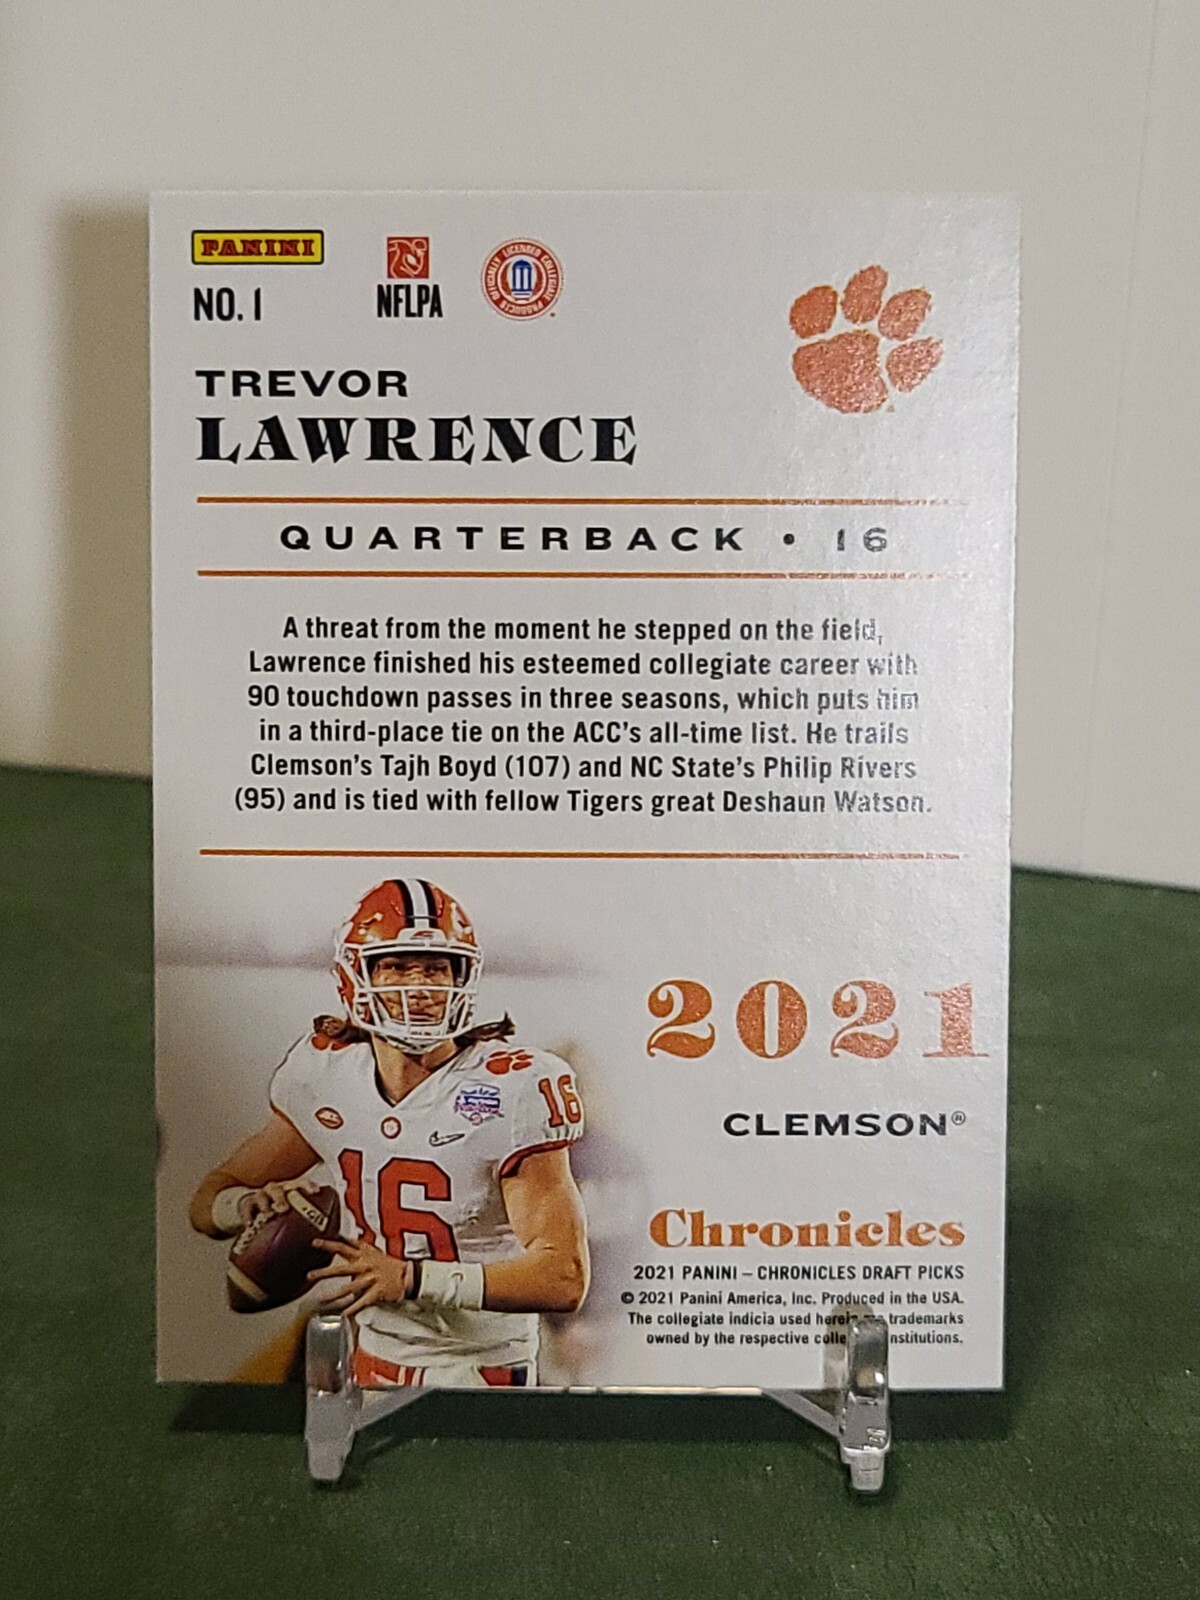 PANINI
NO. 1
NFLPA
OFFICIALLY LICENSED COLLEGIATE PRODUCTS
TREVOR
LAWRENCE
QUARTERBACK • 16
A threat from the moment he stepped on the field,
Lawrence finished his esteemed collegiate career with
90 touchdown passes in three seasons, which puts him
in a third-place tie on the ACC's all-time list. He trails
Clemson's Tajh Boyd (107) and NC State's Philip Rivers
(95) and is tied with fellow Tigers great Deshaun Watson.
16
16
2021
CLEMSON®
Chronicles
2021 PANINI – CHRONICLES DRAFT PICKS
© 2021 Panini America, Inc. Produced in the USA.
The collegiate indicia used herein trademarks
owned by the respective